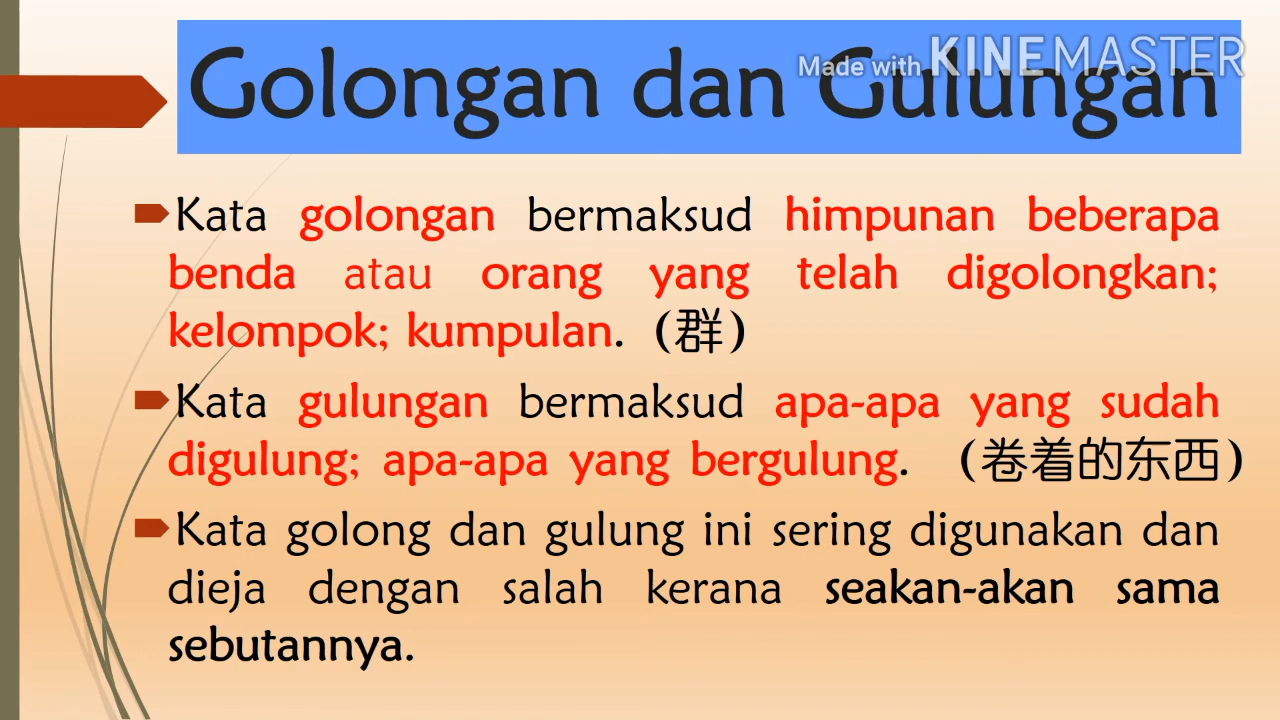 Golongan dan Gulungan
Made with KINEMASTER
Kata golongan bermaksud himpunan beberapa
benda atau orang yang telah digolongkan;
kelompok; kumpulan. (群)
Kata gulungan bermaksud apa-apa yang sudah
digulung; apa-apa yang bergulung. (卷着的东西)
Kata golong dan gulung ini sering digunakan dan
dieja dengan salah kerana seakan-akan sama
sebutannya.